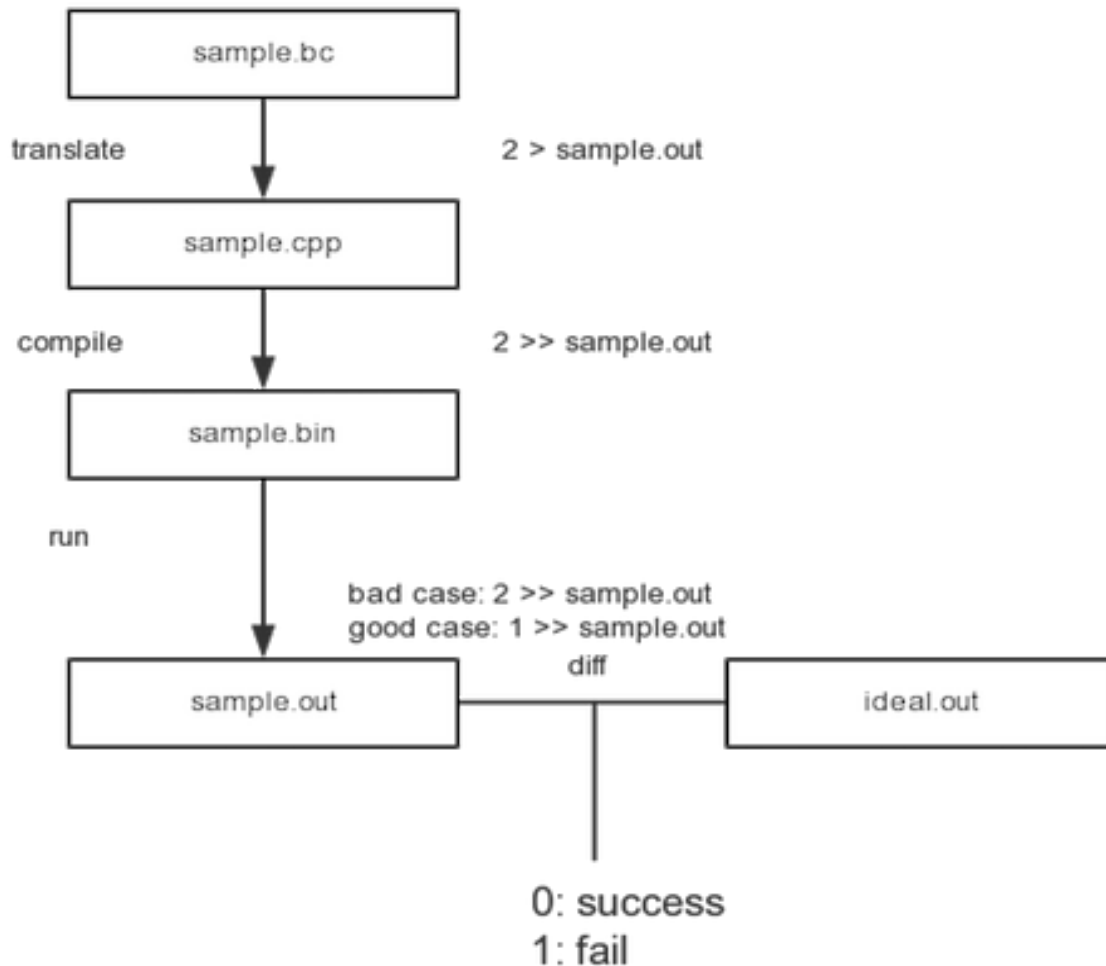 sample.bc
translate
2 > sample.out
sample.cpp
compile
2 >> sample.out
sample.bin
run
bad case: 2 >> sample.out
good case: 1 >> sample.out
diff
sample.out
ideal.out
0: success
1: fail